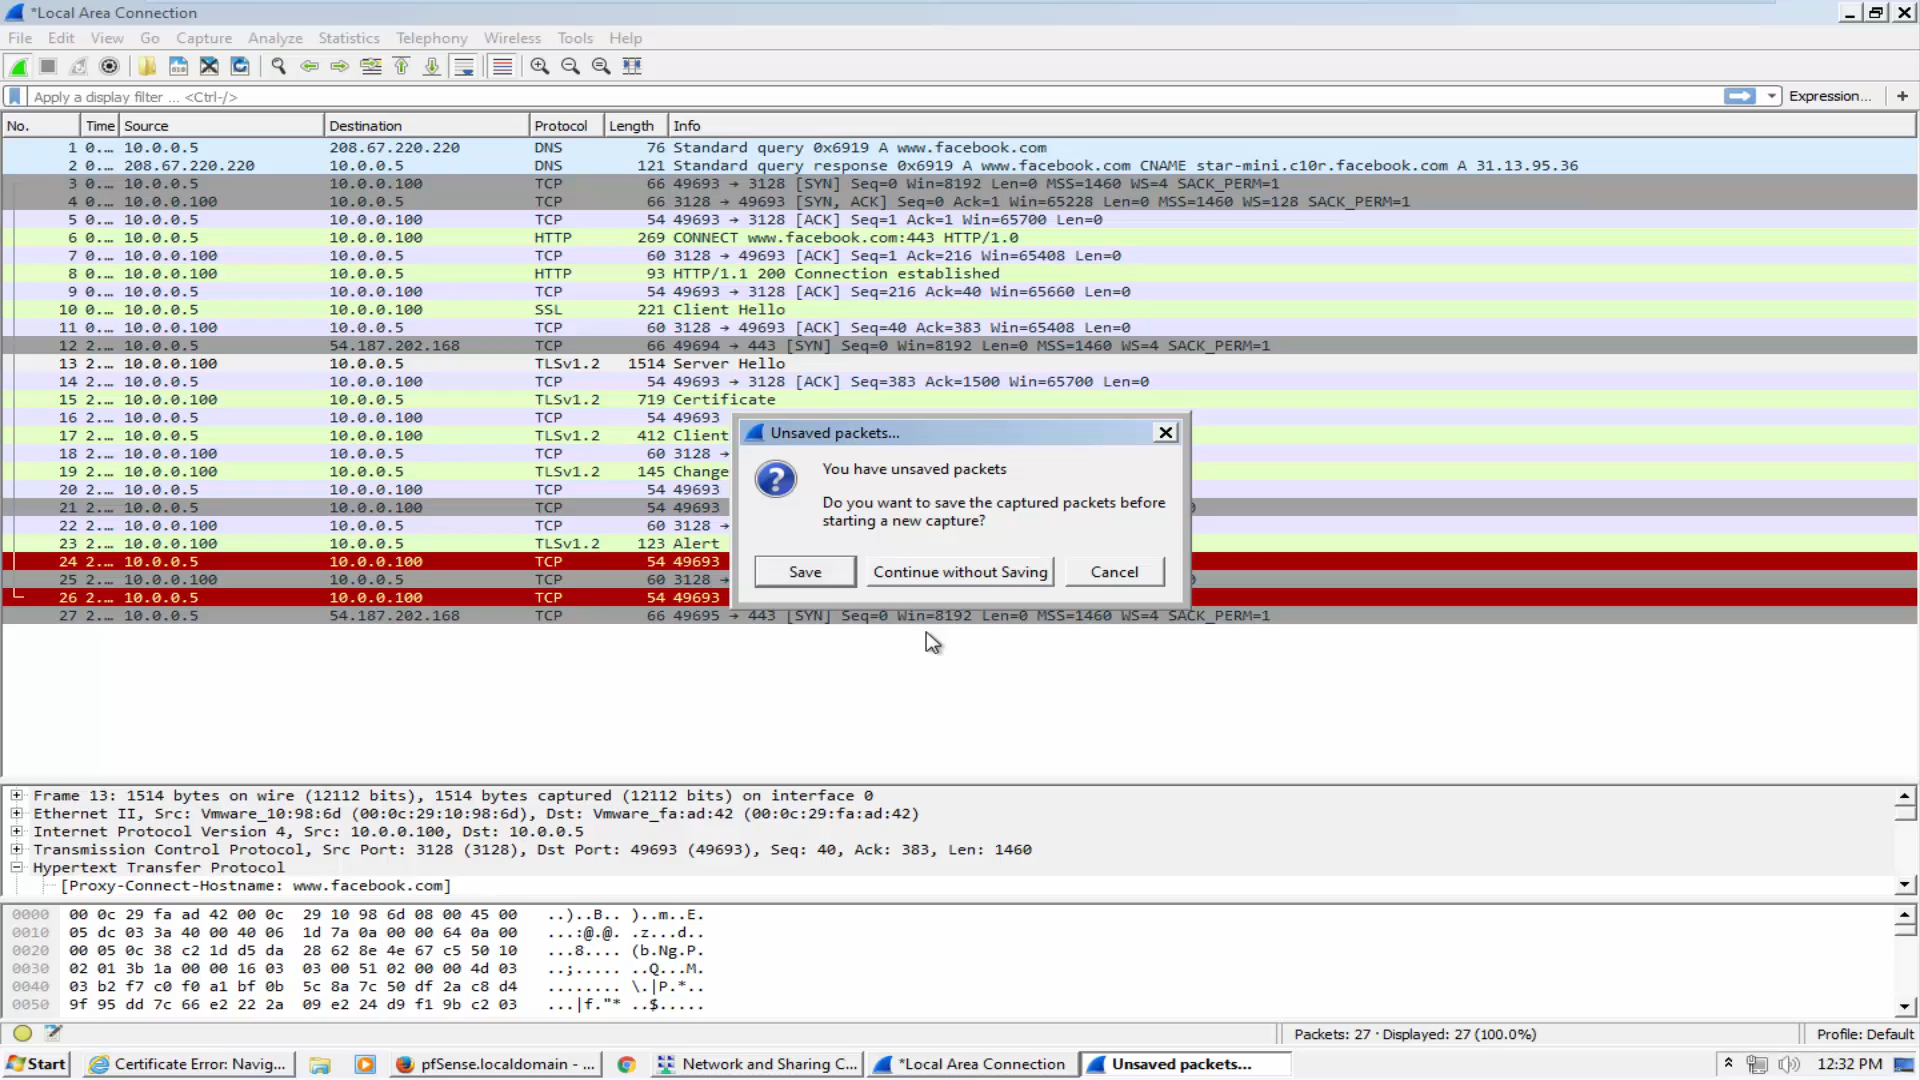 *Local Area Connection
File Edit View Go Capture Analyze Statistics Telephony Wireless Tools Help
Apply a display filter ... <Ctrl-/> Expression... +
No. Time Source Destination Protocol Length Info
1 0.... 10.0.0.5 208.67.220.220 DNS 76 Standard query 0x6919 A www.facebook.com
2 0.... 208.67.220.220 10.0.0.5 DNS 121 Standard query response 0x6919 A www.facebook.com CNAME star-mini.c10r.facebook.com A 31.13.95.36
3 0.... 10.0.0.5 10.0.0.100 TCP 66 49693 → 3128 [SYN] Seq=0 Win=8192 Len=0 MSS=1460 WS=4 SACK_PERM=1
4 0.... 10.0.0.100 10.0.0.5 TCP 66 3128 → 49693 [SYN, ACK] Seq=0 Ack=1 Win=65228 Len=0 MSS=1460 WS=128 SACK_PERM=1
5 0.... 10.0.0.5 10.0.0.100 TCP 54 49693 → 3128 [ACK] Seq=1 Ack=1 Win=65700 Len=0
6 0.... 10.0.0.5 10.0.0.100 HTTP 269 CONNECT www.facebook.com:443 HTTP/1.0
7 0.... 10.0.0.100 10.0.0.5 TCP 60 3128 → 49693 [ACK] Seq=1 Ack=216 Win=65408 Len=0
8 0.... 10.0.0.100 10.0.0.5 HTTP 93 HTTP/1.1 200 Connection established
9 0.... 10.0.0.5 10.0.0.100 TCP 54 49693 → 3128 [ACK] Seq=216 Ack=40 Win=65660 Len=0
10 0.... 10.0.0.5 10.0.0.100 SSL 221 Client Hello
11 0.... 10.0.0.100 10.0.0.5 TCP 60 3128 → 49693 [ACK] Seq=40 Ack=383 Win=65408 Len=0
12 2.... 10.0.0.5 54.187.202.168 TCP 66 49694 → 443 [SYN] Seq=0 Win=8192 Len=0 MSS=1460 WS=4 SACK_PERM=1
13 2.... 10.0.0.100 10.0.0.5 TLSv1.2 1514 Server Hello
14 2.... 10.0.0.5 10.0.0.100 TCP 54 49693 → 3128 [ACK] Seq=383 Ack=1500 Win=65700 Len=0
15 2.... 10.0.0.100 10.0.0.5 TLSv1.2 719 Certificate
16 2.... 10.0.0.5 10.0.0.100 TCP 54 49693
17 2.... 10.0.0.5 10.0.0.100 TLSv1.2 412 Client
18 2.... 10.0.0.100 10.0.0.5 TCP 60 3128 →
19 2.... 10.0.0.100 10.0.0.5 TLSv1.2 145 Change
20 2.... 10.0.0.5 10.0.0.100 TCP 54 49693
21 2.... 10.0.0.5 10.0.0.100 TCP 54 49693
22 2.... 10.0.0.100 10.0.0.5 TCP 60 3128 →
23 2.... 10.0.0.100 10.0.0.5 TLSv1.2 123 Alert
24 2.... 10.0.0.5 10.0.0.100 TCP 54 49693
25 2.... 10.0.0.100 10.0.0.5 TCP 60 3128 →
26 2.... 10.0.0.5 10.0.0.100 TCP 54 49693
27 2.... 10.0.0.5 54.187.202.168 TCP 66 49695 → 443 [SYN] Seq=0 Win=8192 Len=0 MSS=1460 WS=4 SACK_PERM=1
Unsaved packets...
You have unsaved packets
Do you want to save the captured packets before
starting a new capture?
Save Continue without Saving Cancel
Frame 13: 1514 bytes on wire (12112 bits), 1514 bytes captured (12112 bits) on interface 0
Ethernet II, Src: Vmware_10:98:6d (00:0c:29:10:98:6d), Dst: Vmware_fa:ad:42 (00:0c:29:fa:ad:42)
Internet Protocol Version 4, Src: 10.0.0.100, Dst: 10.0.0.5
Transmission Control Protocol, Src Port: 3128 (3128), Dst Port: 49693 (49693), Seq: 40, Ack: 383, Len: 1460
Hypertext Transfer Protocol
[Proxy-Connect-Hostname: www.facebook.com]
0000 00 0c 29 fa ad 42 00 0c 29 10 98 6d 08 00 45 00 ..)..B.. )..m..E.
0010 05 dc 03 3a 40 00 40 06 1d 7a 0a 00 00 64 0a 00 ...:@.@. .z...d..
0020 00 05 0c 38 c2 1d d5 da 28 62 8e 4e 67 c5 50 10 ...8.... (b.Ng.P.
0030 02 01 3b 1a 00 00 16 03 03 00 51 02 00 00 4d 03 ..;..... ..Q...M.
0040 03 b2 f7 c0 f0 a1 bf 0b 5c 8a 7c 50 df 2a c8 d4 ........ \.|P.*..
0050 9f 95 dd 7c 66 e2 22 2a 09 e2 24 d9 f1 9b c2 03 ...|f."* ..$.....
Packets: 27 · Displayed: 27 (100.0%) Profile: Default
Start Certificate Error: Navig... pfSense.localdomain - ... Network and Sharing C... *Local Area Connection Unsaved packets... 12:32 PM